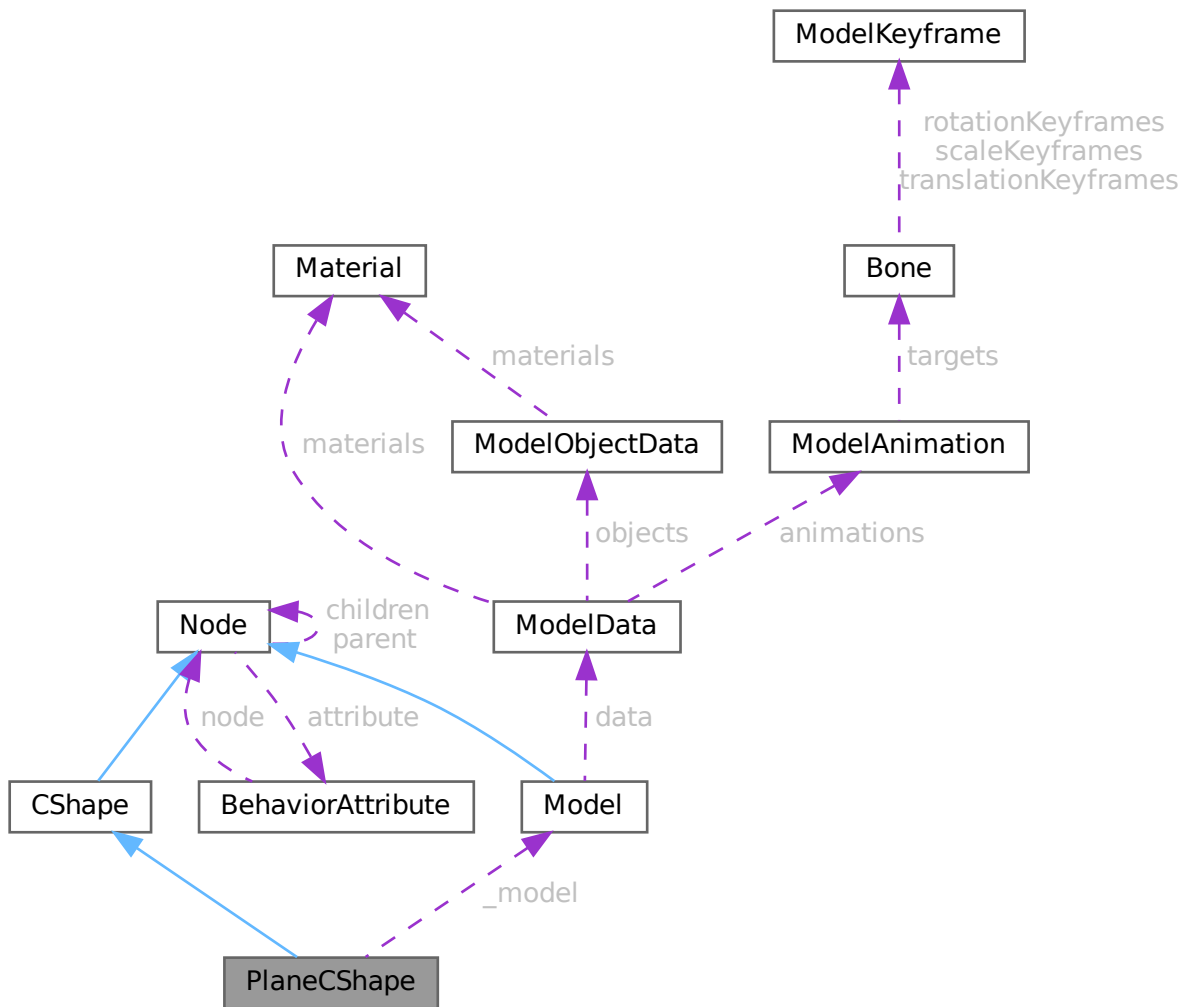 ModelKeyframe
rotationKeyframes
scaleKeyframes
translationKeyframes
Material
Bone
materials
targets
materials
ModelObjectData
ModelAnimation
objects
animations
Node
children
parent
ModelData
node
attribute
data
CShape
BehaviorAttribute
Model
_model
PlaneCShape